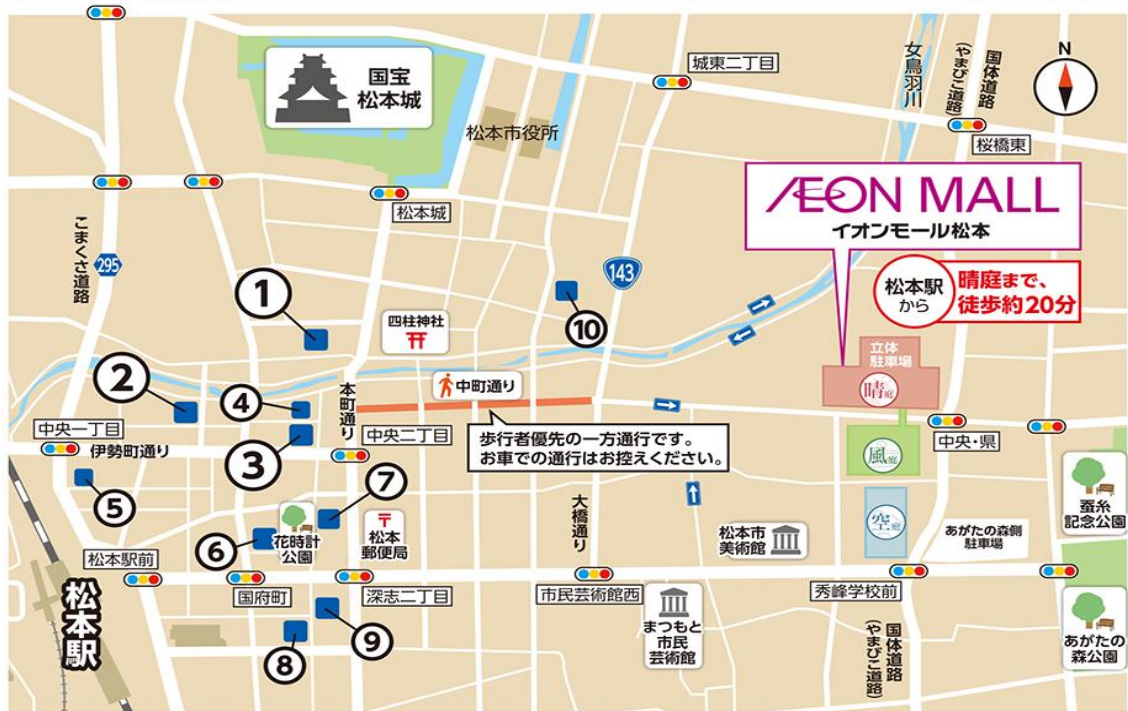 国宝
松本城
城東二丁目
女鳥羽川
国体道路
(やまびこ道路)
N
松本市役所
桜橋東
松本城
ÆON MALL
イオンモール松本
こまくさ道路
295
143
松本駅
から
晴庭まで、
徒歩約20分
1
10
四柱神社
立体
駐車場
晴庭
2
4
本町通り
中町通り
中央一丁目
伊勢町通り
3
中央二丁目
歩行者優先の一方通行です。
お車での通行はお控えください。
中央・県
風庭
5
7
大橋通り
蚕糸
記念公園
6
花時計
公園
〒
松本
郵便局
松本市
美術館
空庭
あがたの森側
駐車場
松本駅前
国府町
深志二丁目
市民芸術館西
秀峰学校前
松本駅
9
8
まつもと
市民
芸術館
国体道路
(やまびこ道路)
あがたの
森公園